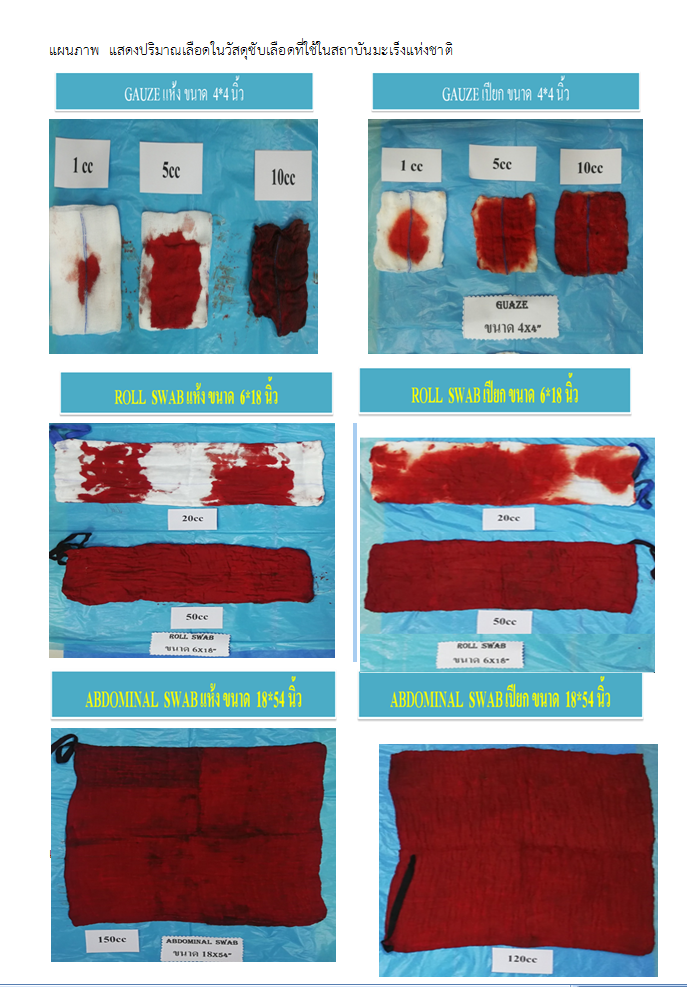 แผนภาพ แสดงปริมาณเลือดในวัสดุซับเลือดที่ใช้ในสถาบันมะเร็งแห่งชาติ
GAUZE แห้ง ขนาด 4*4 นิ้ว
GAUZE เปียก ขนาด 4*4 นิ้ว
1 cc
5cc
10cc
1 cc
5cc
10cc
GUAZE
ขนาด 4X4"
ROLL SWAB แห้ง ขนาด 6*18 นิ้ว
ROLL SWAB เปียก ขนาด 6*18 นิ้ว
20cc
50cc
ROLL SWAB
ขนาด 6X18"
20cc
50cc
ROLL SWAB
ขนาด 6X18"
ABDOMINAL SWAB แห้ง ขนาด 18*54 นิ้ว
ABDOMINAL SWAB เปียก ขนาด 18*54 นิ้ว
150cc
ABDOMINAL SWAB
ขนาด 18X54"
120cc